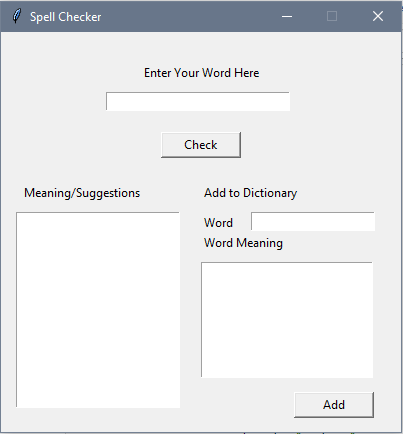 Spell Checker
Enter Your Word Here
Check
Meaning/Suggestions
Add to Dictionary
Word
Word Meaning
Add